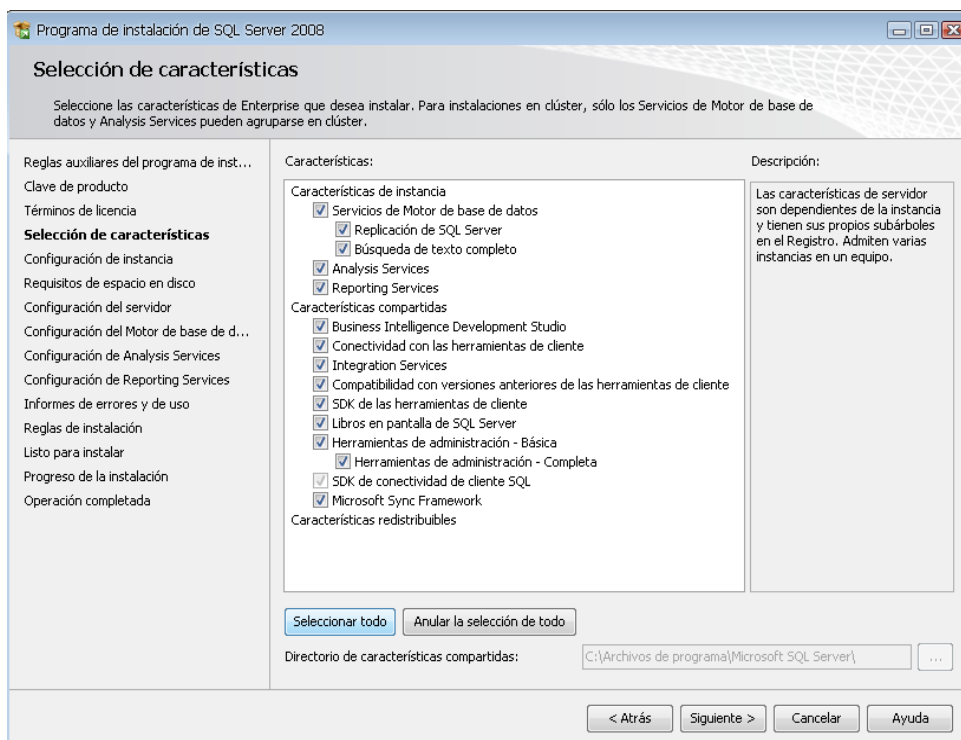 Programa de instalación de SQL Server 2008
Selección de características
Seleccione las características de Enterprise que desea instalar. Para instalaciones en clúster, sólo los Servicios de Motor de base de
datos y Analysis Services pueden agruparse en clúster.
Reglas auxiliares del programa de inst...
Clave de producto
Términos de licencia
Selección de características
Configuración de instancia
Requisitos de espacio en disco
Configuración del servidor
Configuración del Motor de base de d...
Configuración de Analysis Services
Configuración de Reporting Services
Informes de errores y de uso
Reglas de instalación
Listo para instalar
Progreso de la instalación
Operación completada
Características:
Características de instancia
Servicios de Motor de base de datos
Replicación de SQL Server
Búsqueda de texto completo
Analysis Services
Reporting Services
Características compartidas
Business Intelligence Development Studio
Conectividad con las herramientas de cliente
Integration Services
Compatibilidad con versiones anteriores de las herramientas de cliente
SDK de las herramientas de cliente
Libros en pantalla de SQL Server
Herramientas de administración - Básica
Herramientas de administración - Completa
SDK de conectividad de cliente SQL
Microsoft Sync Framework
Características redistribuibles
Descripción:
Las características de servidor
son dependientes de la instancia
y tienen sus propios subárboles
en el Registro. Admiten varias
instancias en un equipo.
Seleccionar todo
Anular la selección de todo
Directorio de características compartidas:
C:\Archivos de programa\Microsoft SQL Server\
...
< Atrás
Siguiente >
Cancelar
Ayuda